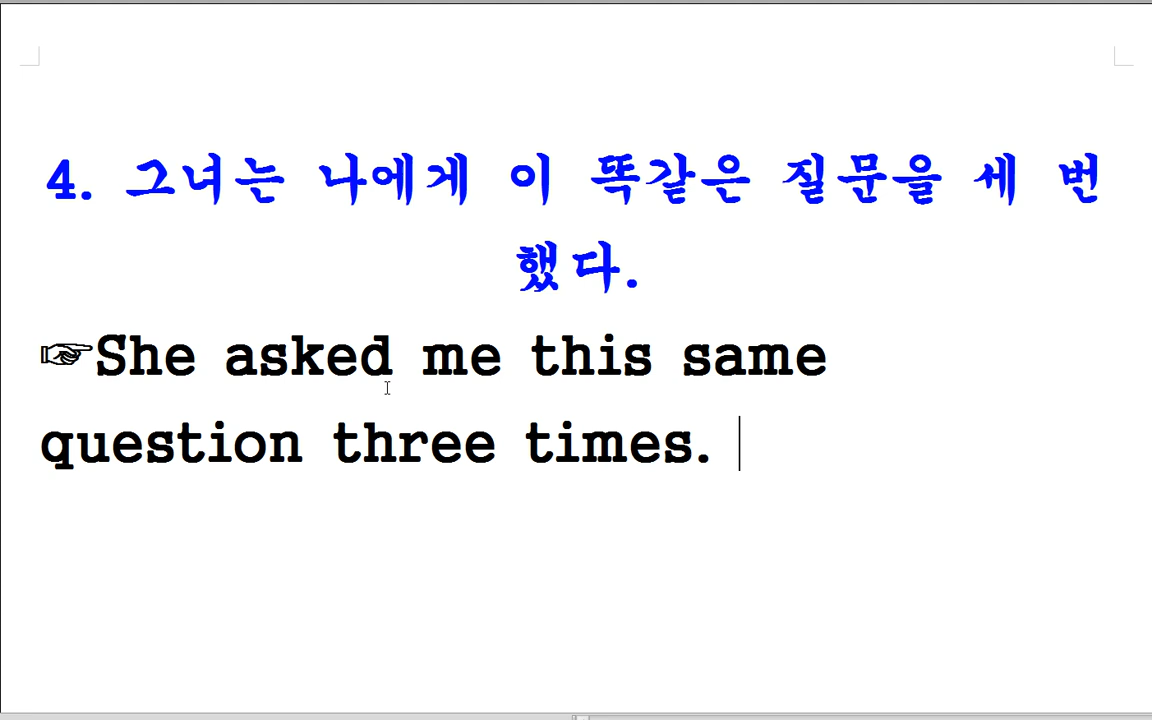 4. 그녀는 나에게 이 똑같은 질문을 세 번
했다.
☞She asked me this same
question three times.